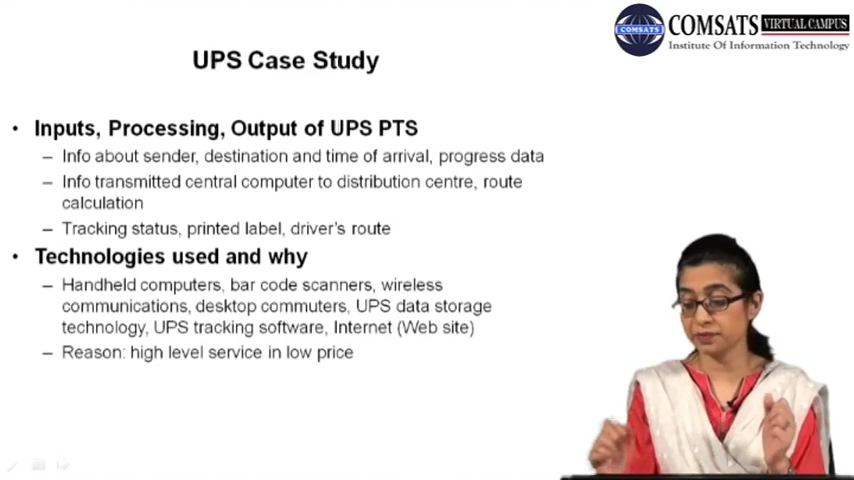 COMSATS VIRTUAL CAMPUS
Institute Of Information Technology
COMSATS
UPS Case Study
• Inputs, Processing, Output of UPS PTS
– Info about sender, destination and time of arrival, progress data
– Info transmitted central computer to distribution centre, route
calculation
– Tracking status, printed label, driver's route
• Technologies used and why
– Handheld computers, bar code scanners, wireless
communications, desktop commuters, UPS data storage
technology, UPS tracking software, Internet (Web site)
– Reason: high level service in low price